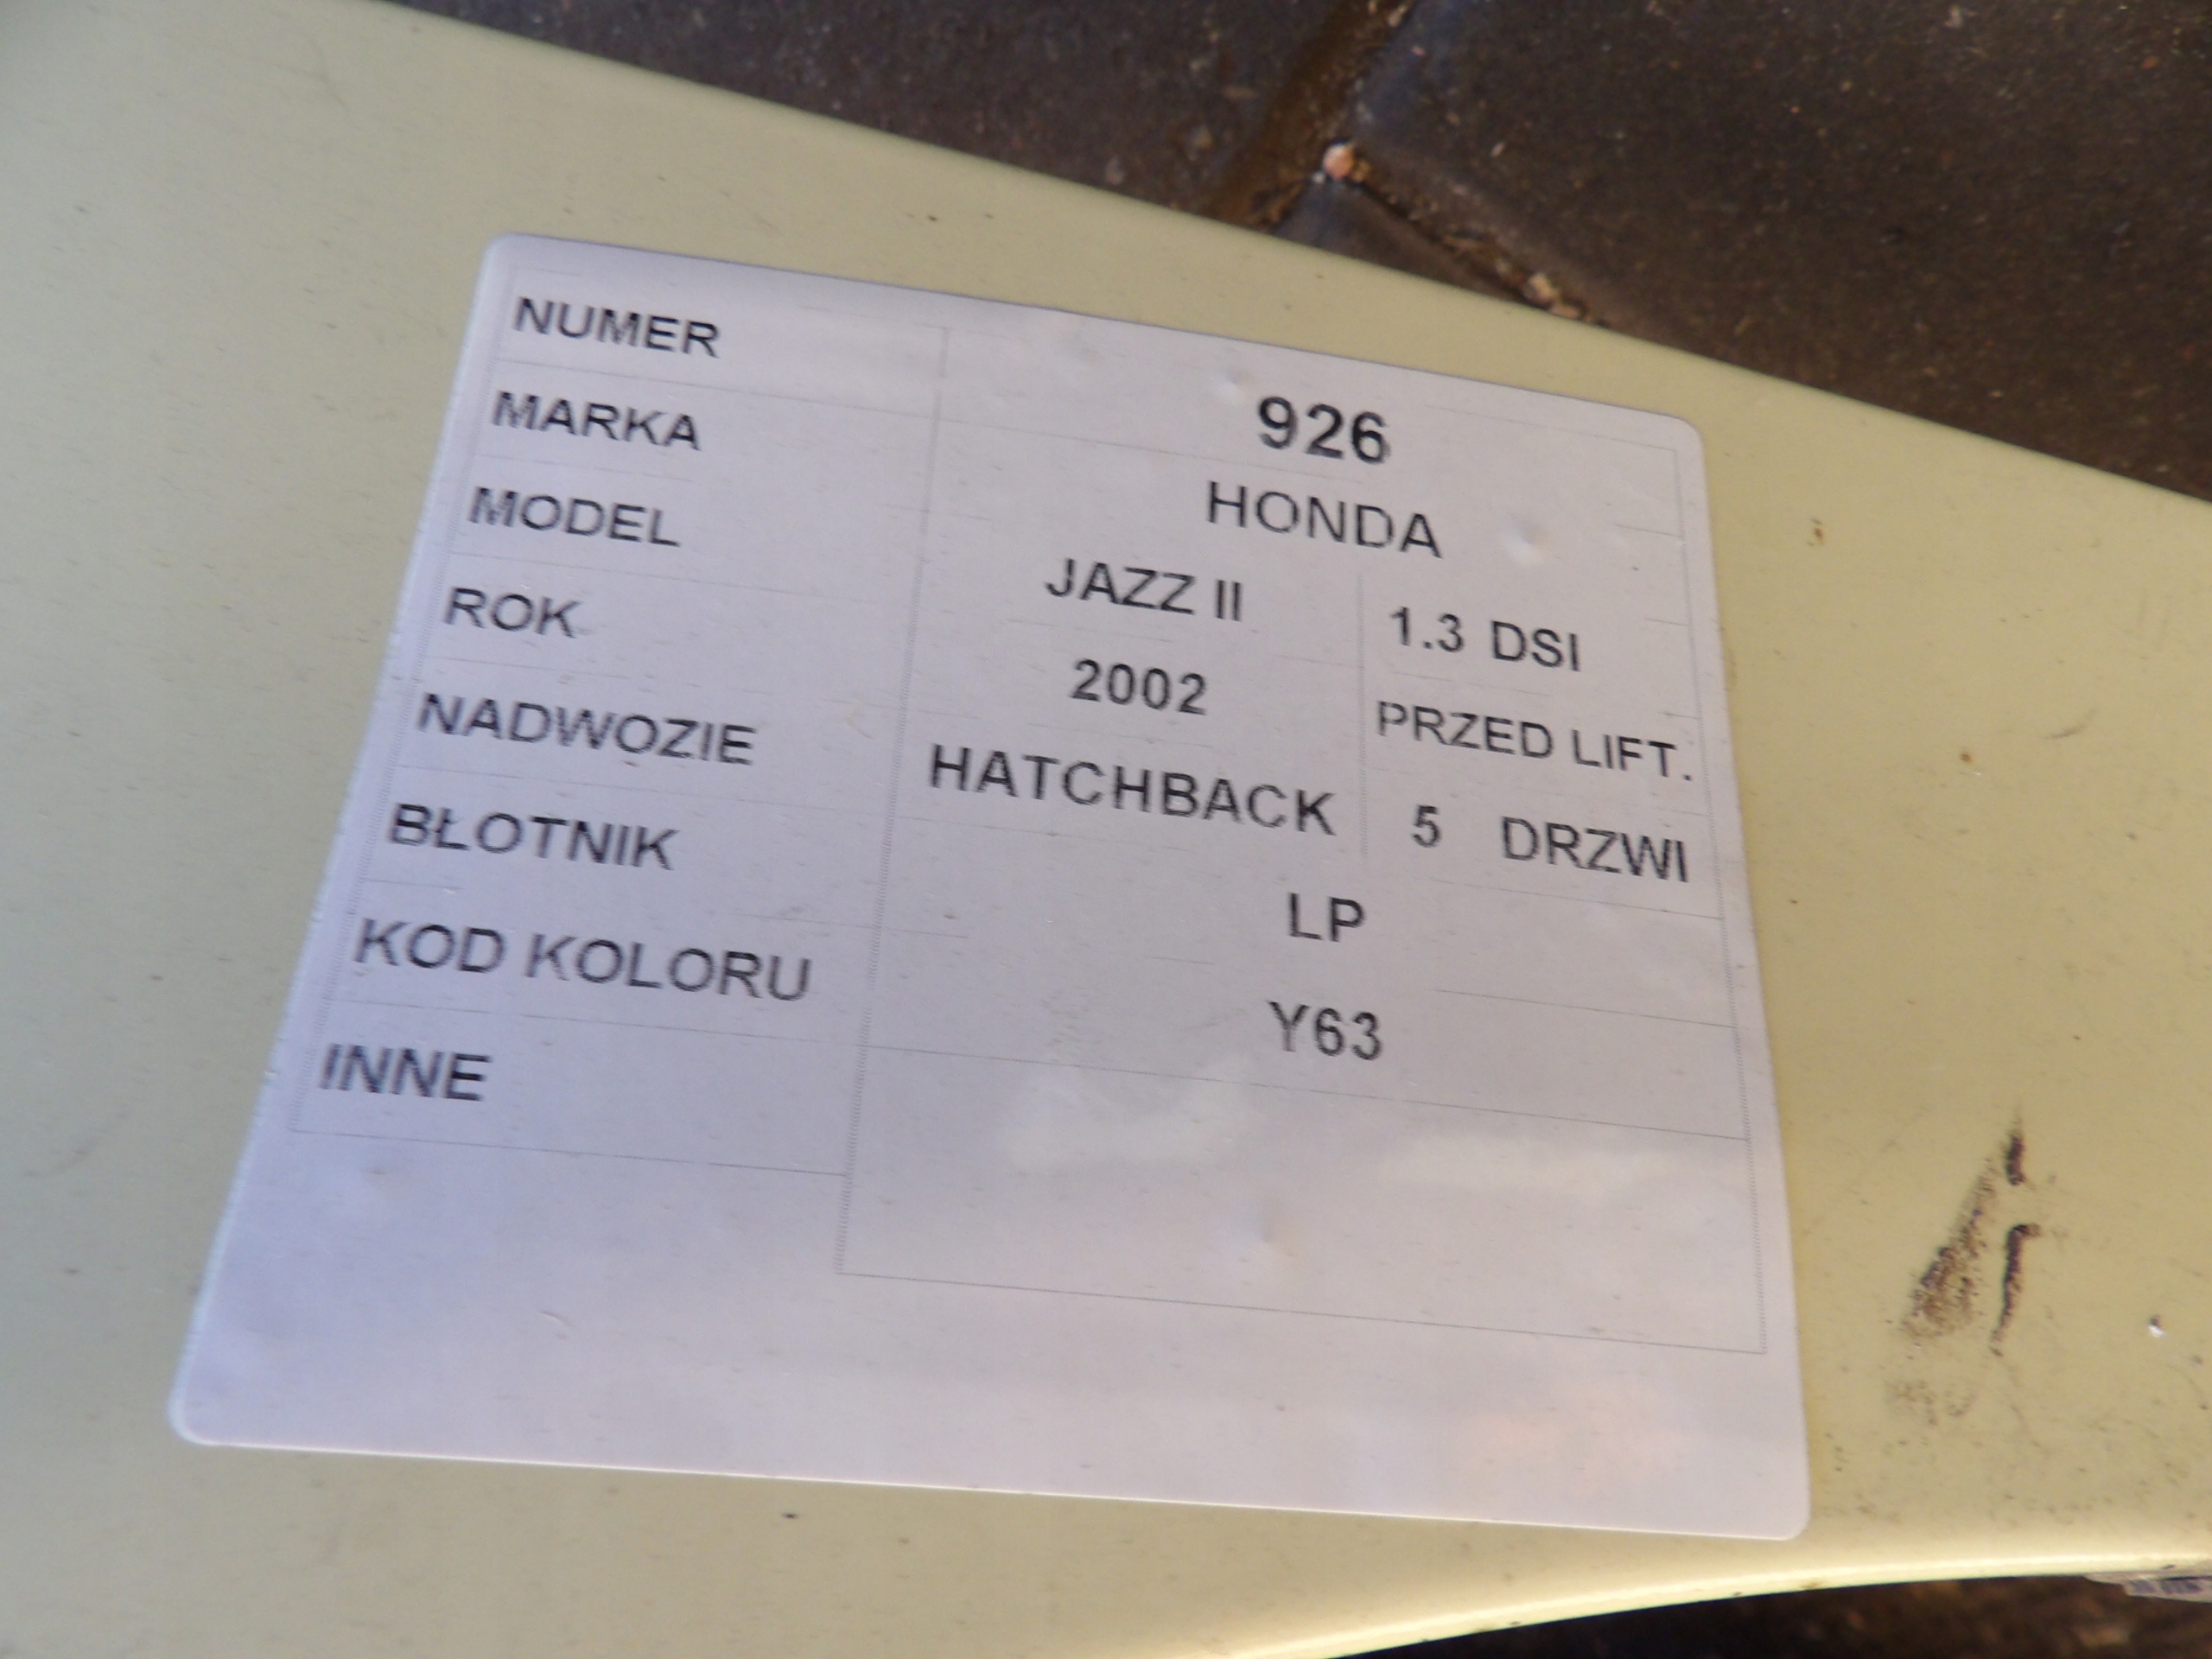 NUMER 926
MARKA HONDA
MODEL JAZZ II 1.3 DSI
ROK 2002 PRZED LIFT.
NADWOZIE HATCHBACK 5 DRZWI
BŁOTNIK LP
KOD KOLORU Y63
INNE